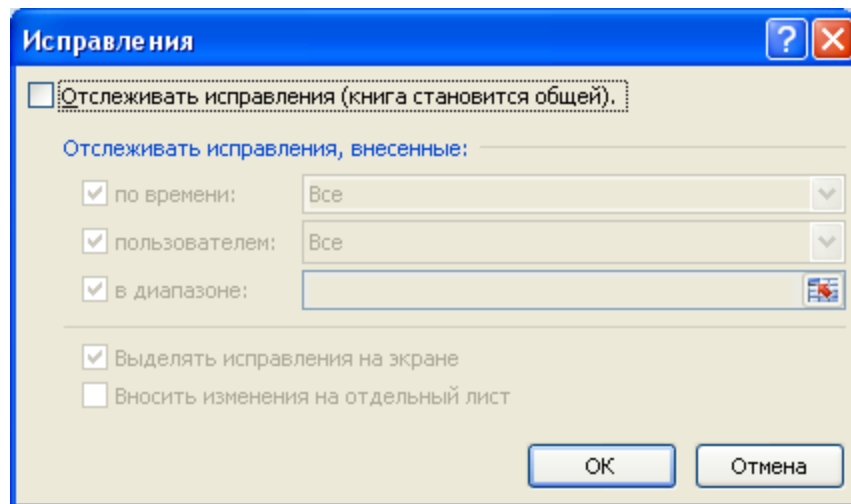 Исправления
Отслеживать исправления (книга становится общей).
Отслеживать исправления, внесенные:
по времени: Все
пользователем: Все
в диапазоне:
Выделять исправления на экране
Вносить изменения на отдельный лист
ОК Отмена